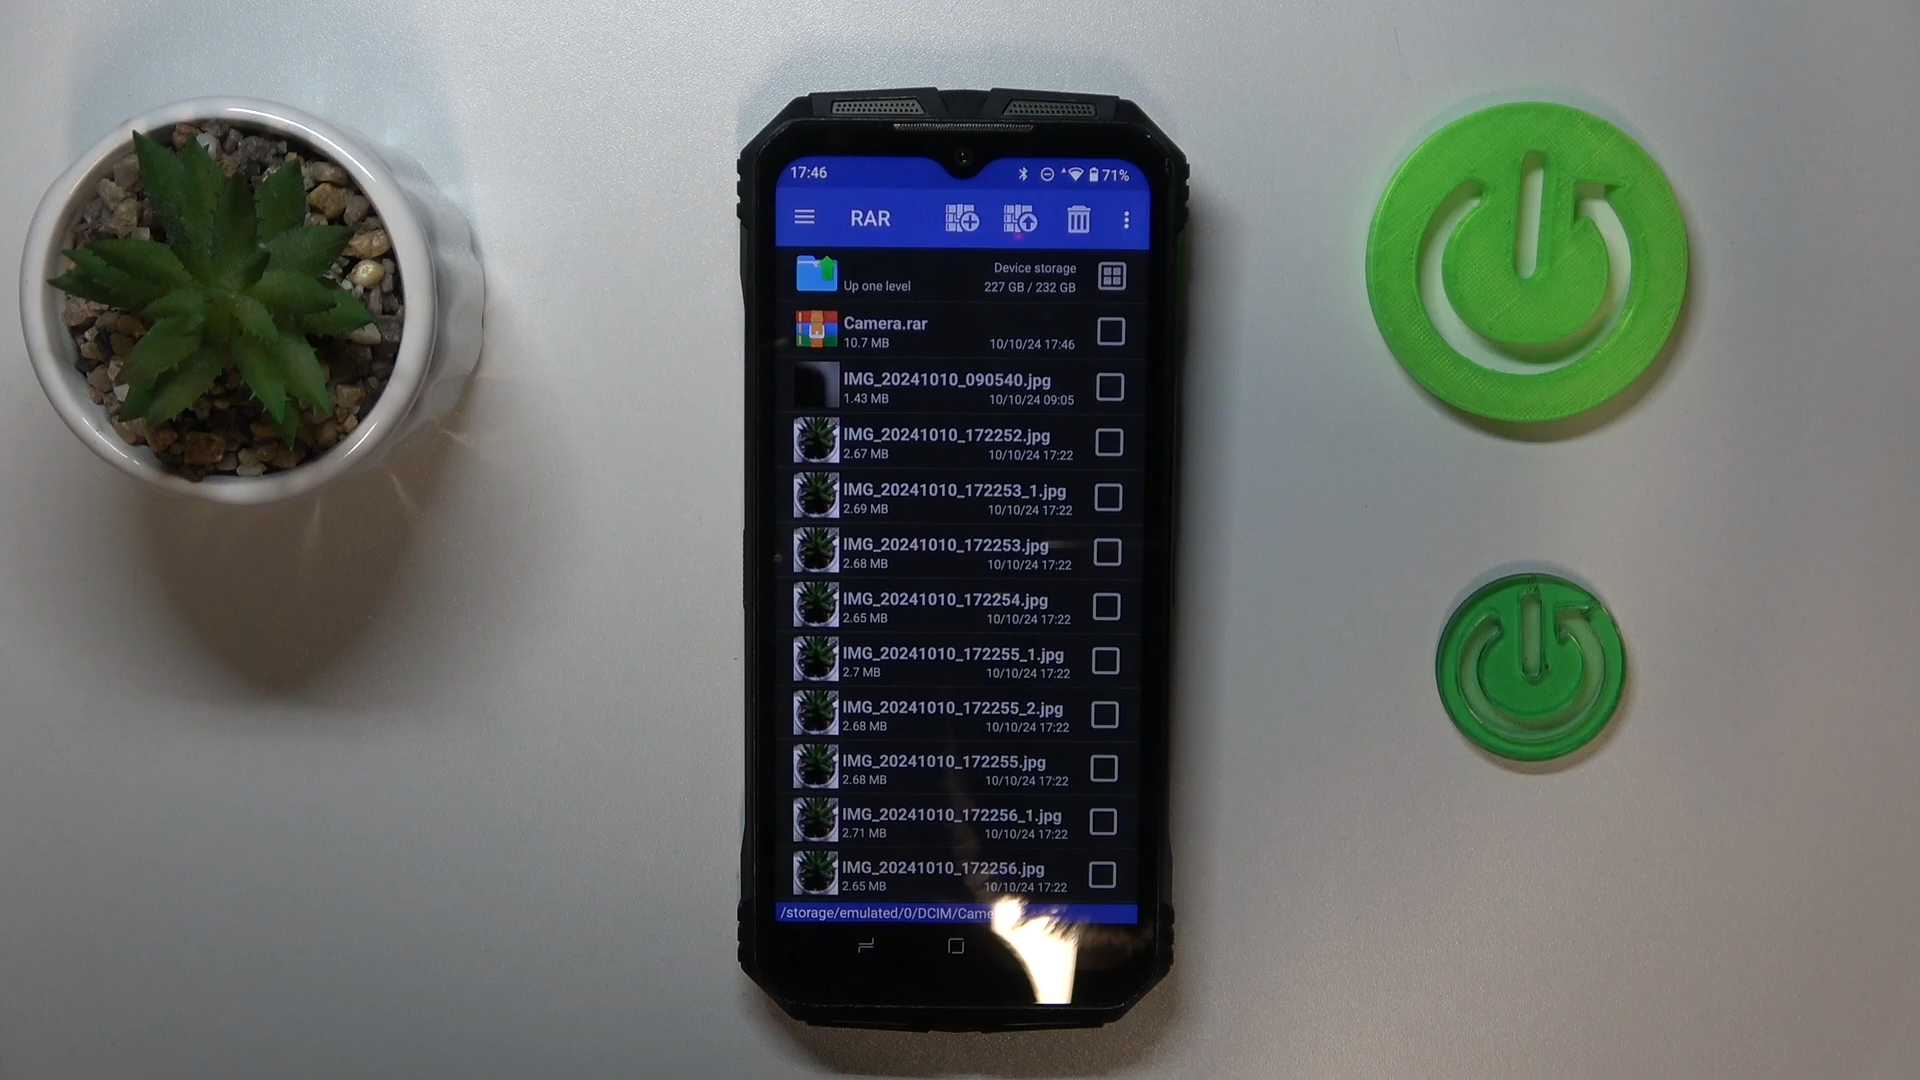 17:46 71%
RAR
Device storage
Up one level 227 GB / 232 GB
Camera.rar
10.7 MB 10/10/24 17:46
IMG_20241010_090540.jpg
1.43 MB 10/10/24 09:05
IMG_20241010_172252.jpg
2.67 MB 10/10/24 17:22
IMG_20241010_172253_1.jpg
2.69 MB 10/10/24 17:22
IMG_20241010_172253.jpg
2.68 MB 10/10/24 17:22
IMG_20241010_172254.jpg
2.65 MB 10/10/24 17:22
IMG_20241010_172255_1.jpg
2.7 MB 10/10/24 17:22
IMG_20241010_172255_2.jpg
2.68 MB 10/10/24 17:22
IMG_20241010_172255.jpg
2.68 MB 10/10/24 17:22
IMG_20241010_172256_1.jpg
2.71 MB 10/10/24 17:22
IMG_20241010_172256.jpg
2.65 MB 10/10/24 17:22
/storage/emulated/0/DCIM/Came